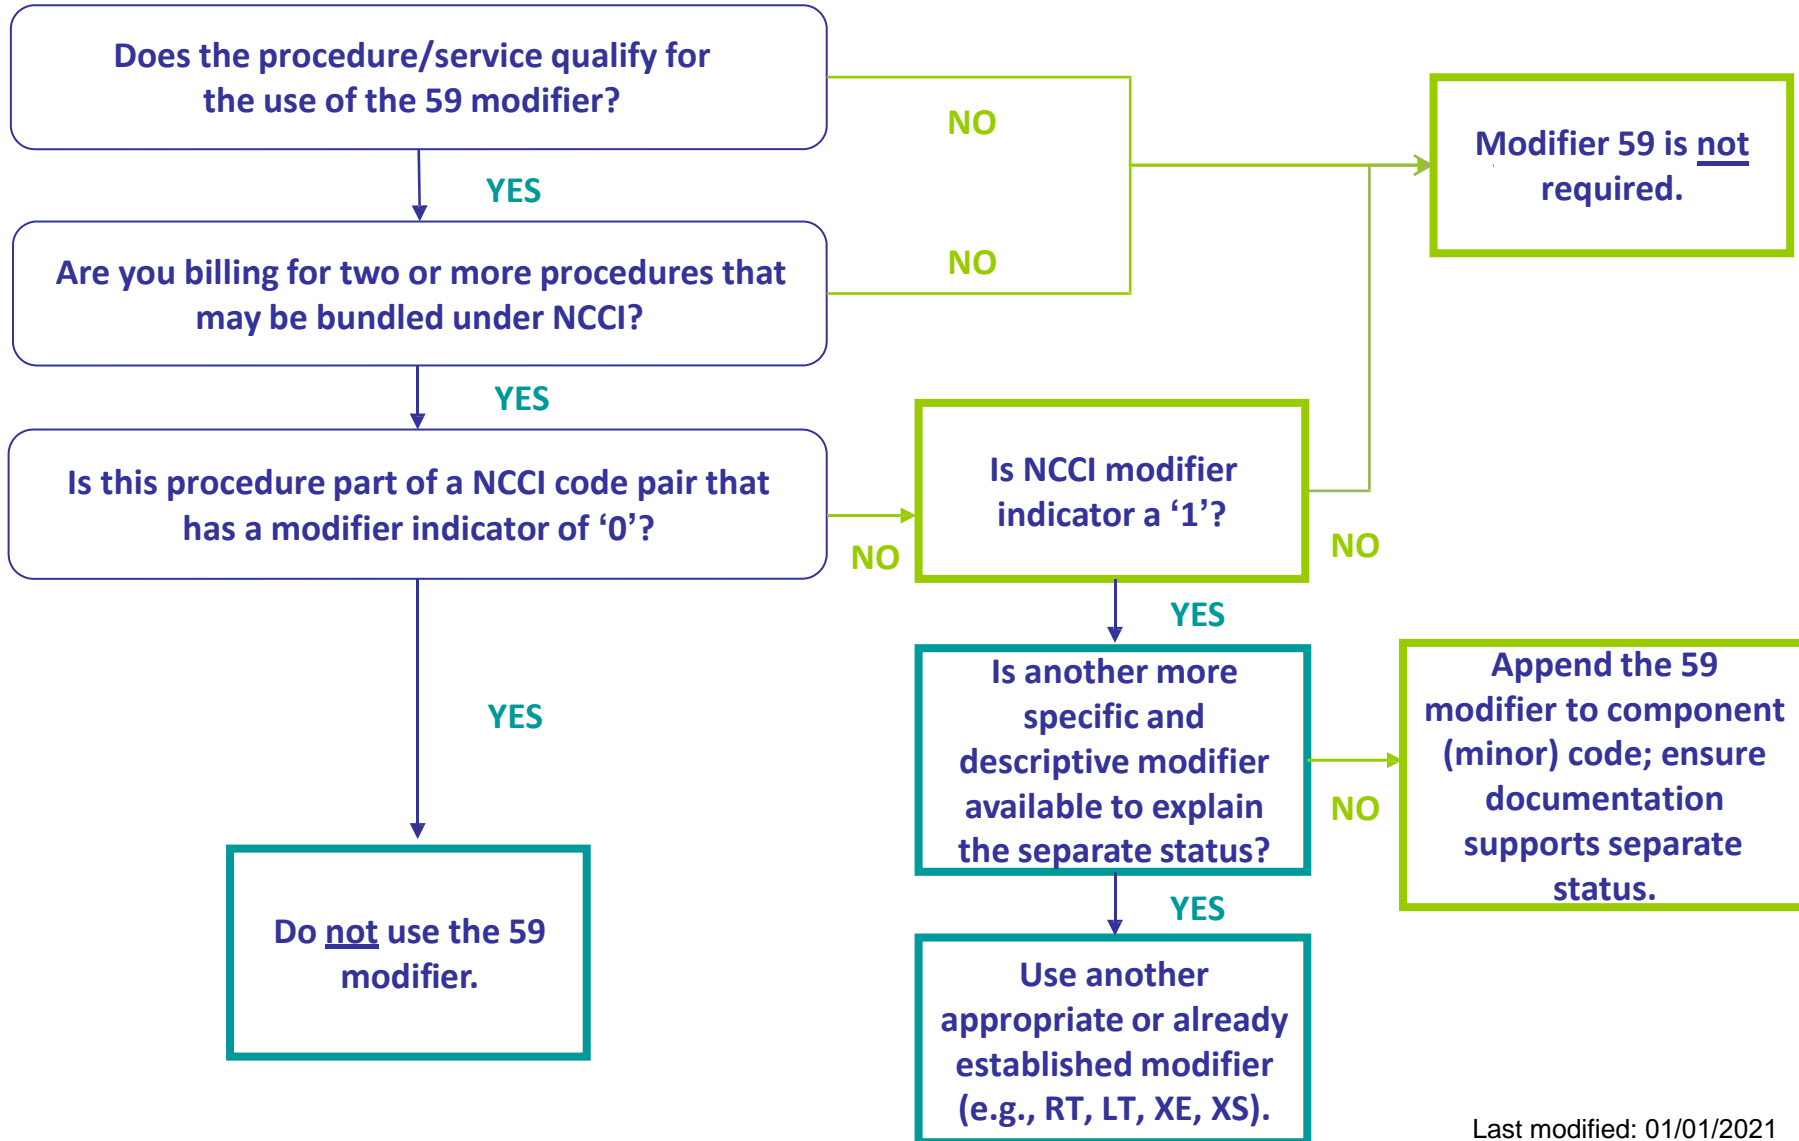 Does the procedure/service qualify for
the use of the 59 modifier?
NO
Modifier 59 is not
required.
YES
Are you billing for two or more procedures that
may be bundled under NCCI?
NO
YES
Is this procedure part of a NCCI code pair that
has a modifier indicator of ‘0’?
NO
Is NCCI modifier
indicator a ‘1’?
NO
YES
YES
Is another more
specific and
descriptive modifier
available to explain
the separate status?
NO
Append the 59
modifier to component
(minor) code; ensure
documentation
supports separate
status.
YES
Do not use the 59
modifier.
Use another
appropriate or already
established modifier
(e.g., RT, LT, XE, XS).
Last modified: 01/01/2021